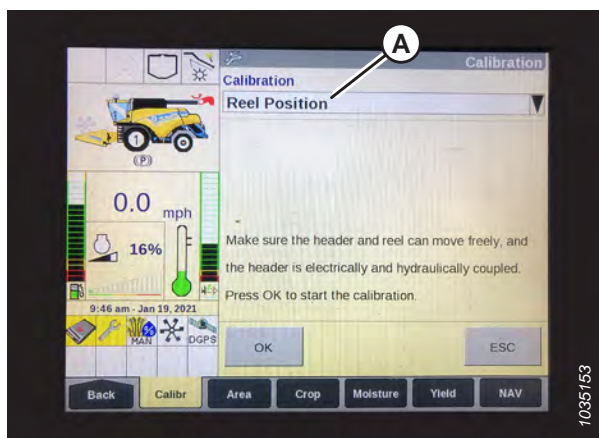 A
Calibration
Calibration
Reel Position
1
(P)
0.0 mph
16%
Make sure the header and reel can move freely, and
the header is electrically and hydraulically coupled.
Press OK to start the calibration.
9:46 am - Jan 19, 2021
MAN
DGPS
OK
ESC
Back
Calibr
Area
Crop
Moisture
Yield
NAV
1035153